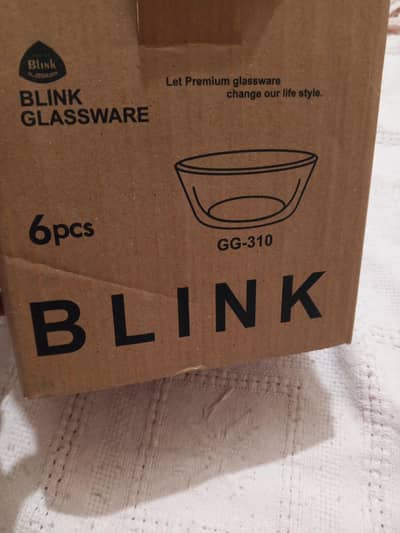 Blink
BLINK
GLASSWARE
Let Premium glassware
change our life style.
6pcs
GG-310
BLINK